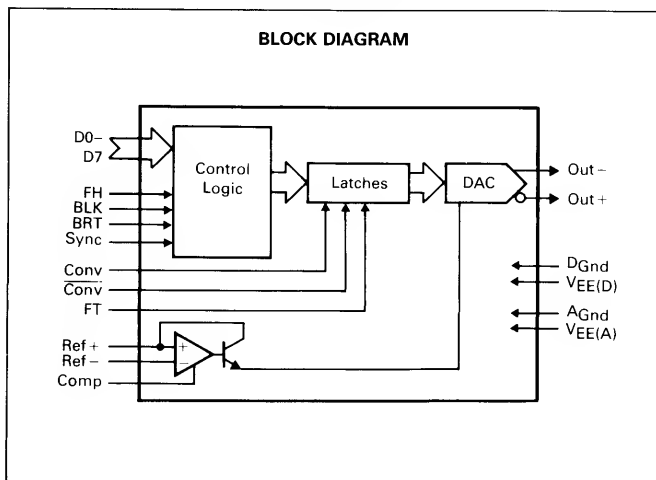 BLOCK DIAGRAM
D0–
D7
FH
BLK
BRT
Sync
Conv
Conv
FT
Ref +
Ref –
Comp
Control
Logic
Latches
DAC
+
–
Out –
Out +
DGnd
VEE(D)
AGnd
VEE(A)